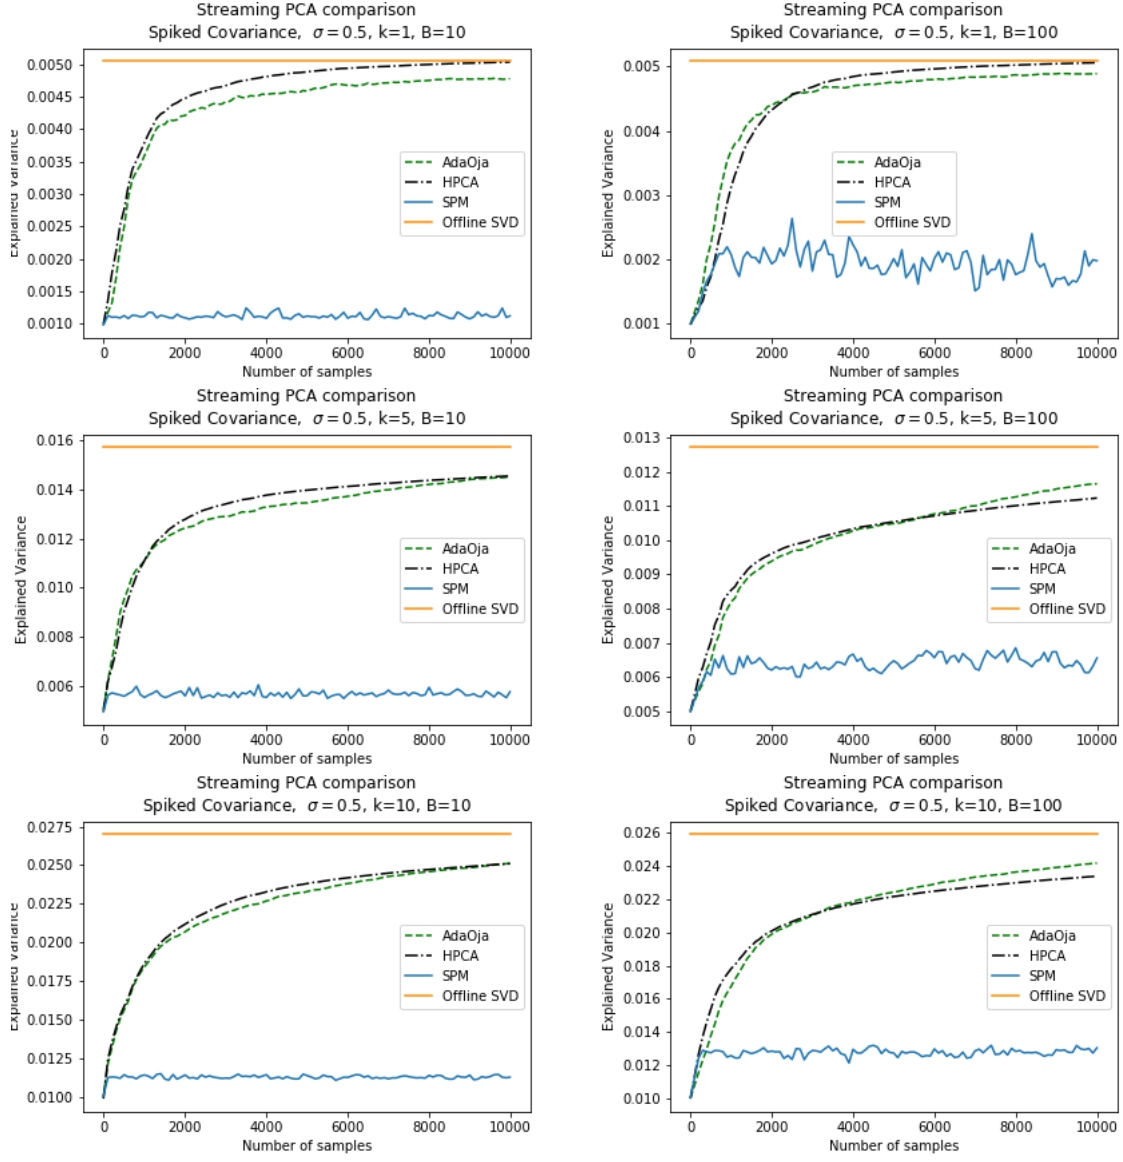 Streaming PCA comparison
Spiked Covariance, σ = 0.5, k=1, B=10
0.0050
0.0045
0.0040
0.0035
0.0030
0.0025
0.0020
0.0015
0.0010
Explained Variance
AdaOja
HPCA
SPM
Offline SVD
0 2000 4000 6000 8000 10000
Number of samples
Streaming PCA comparison
Spiked Covariance, σ = 0.5, k=1, B=100
0.005
0.004
0.003
0.002
0.001
Explained Variance
AdaOja
HPCA
SPM
Offline SVD
0 2000 4000 6000 8000 10000
Number of samples
Streaming PCA comparison
Spiked Covariance, σ = 0.5, k=5, B=10
0.016
0.014
0.012
0.010
0.008
0.006
Explained Variance
AdaOja
HPCA
SPM
Offline SVD
0 2000 4000 6000 8000 10000
Number of samples
Streaming PCA comparison
Spiked Covariance, σ = 0.5, k=5, B=100
0.013
0.012
0.011
0.010
0.009
0.008
0.007
0.006
0.005
Explained Variance
AdaOja
HPCA
SPM
Offline SVD
0 2000 4000 6000 8000 10000
Number of samples
Streaming PCA comparison
Spiked Covariance, σ = 0.5, k=10, B=10
0.0275
0.0250
0.0225
0.0200
0.0175
0.0150
0.0125
0.0100
Explained Variance
AdaOja
HPCA
SPM
Offline SVD
0 2000 4000 6000 8000 10000
Number of samples
Streaming PCA comparison
Spiked Covariance, σ = 0.5, k=10, B=100
0.026
0.024
0.022
0.020
0.018
0.016
0.014
0.012
0.010
Explained Variance
AdaOja
HPCA
SPM
Offline SVD
0 2000 4000 6000 8000 10000
Number of samples